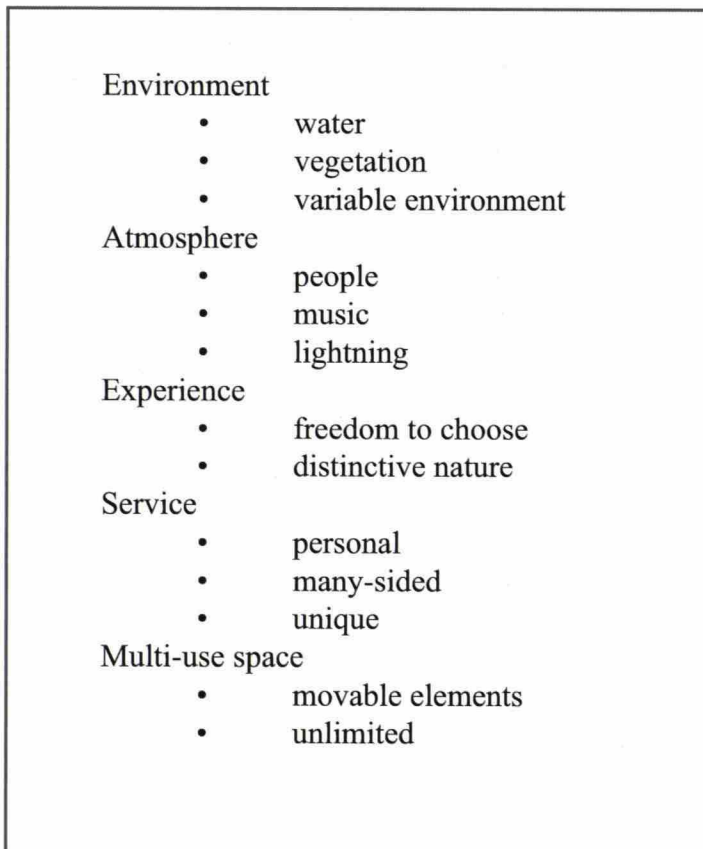 Environment
• water
• vegetation
• variable environment
Atmosphere
• people
• music
• lightning
Experience
• freedom to choose
• distinctive nature
Service
• personal
• many-sided
• unique
Multi-use space
• movable elements
• unlimited